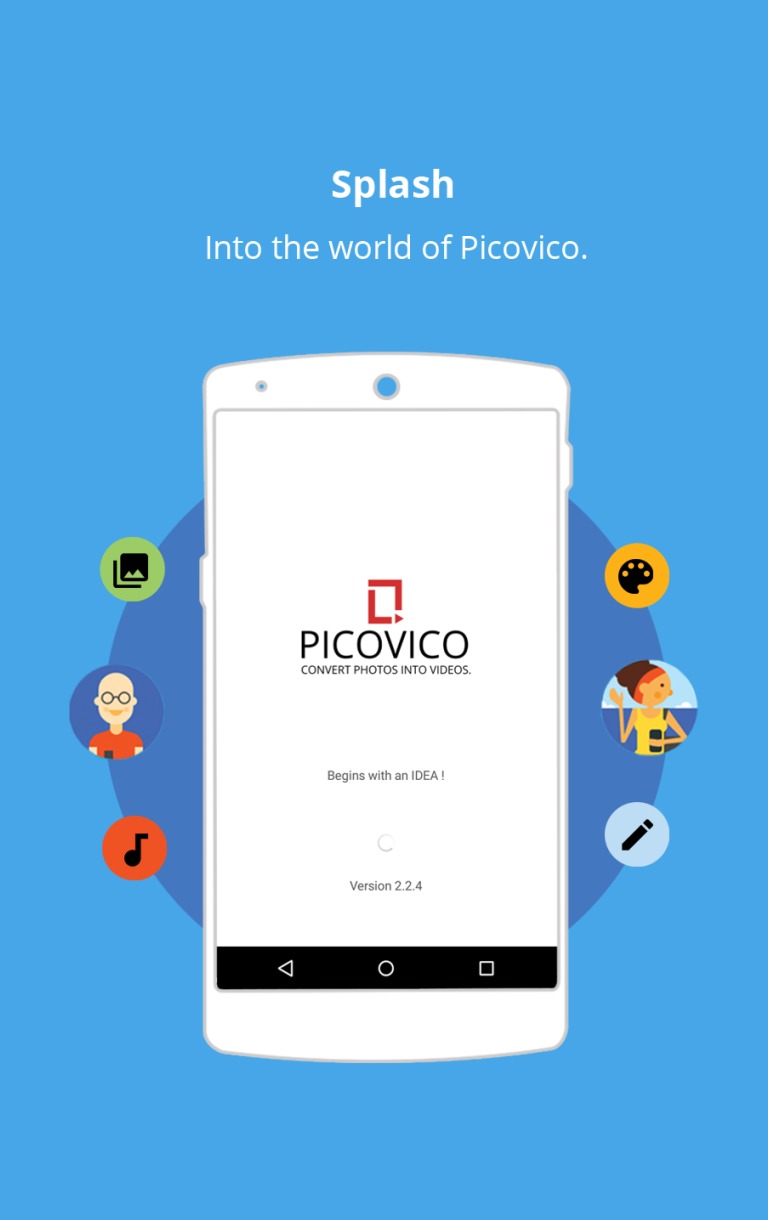 Splash
Into the world of Picovico.
PICOVICO
CONVERT PHOTOS INTO VIDEOS.
Begins with an IDEA !
Version 2.2.4